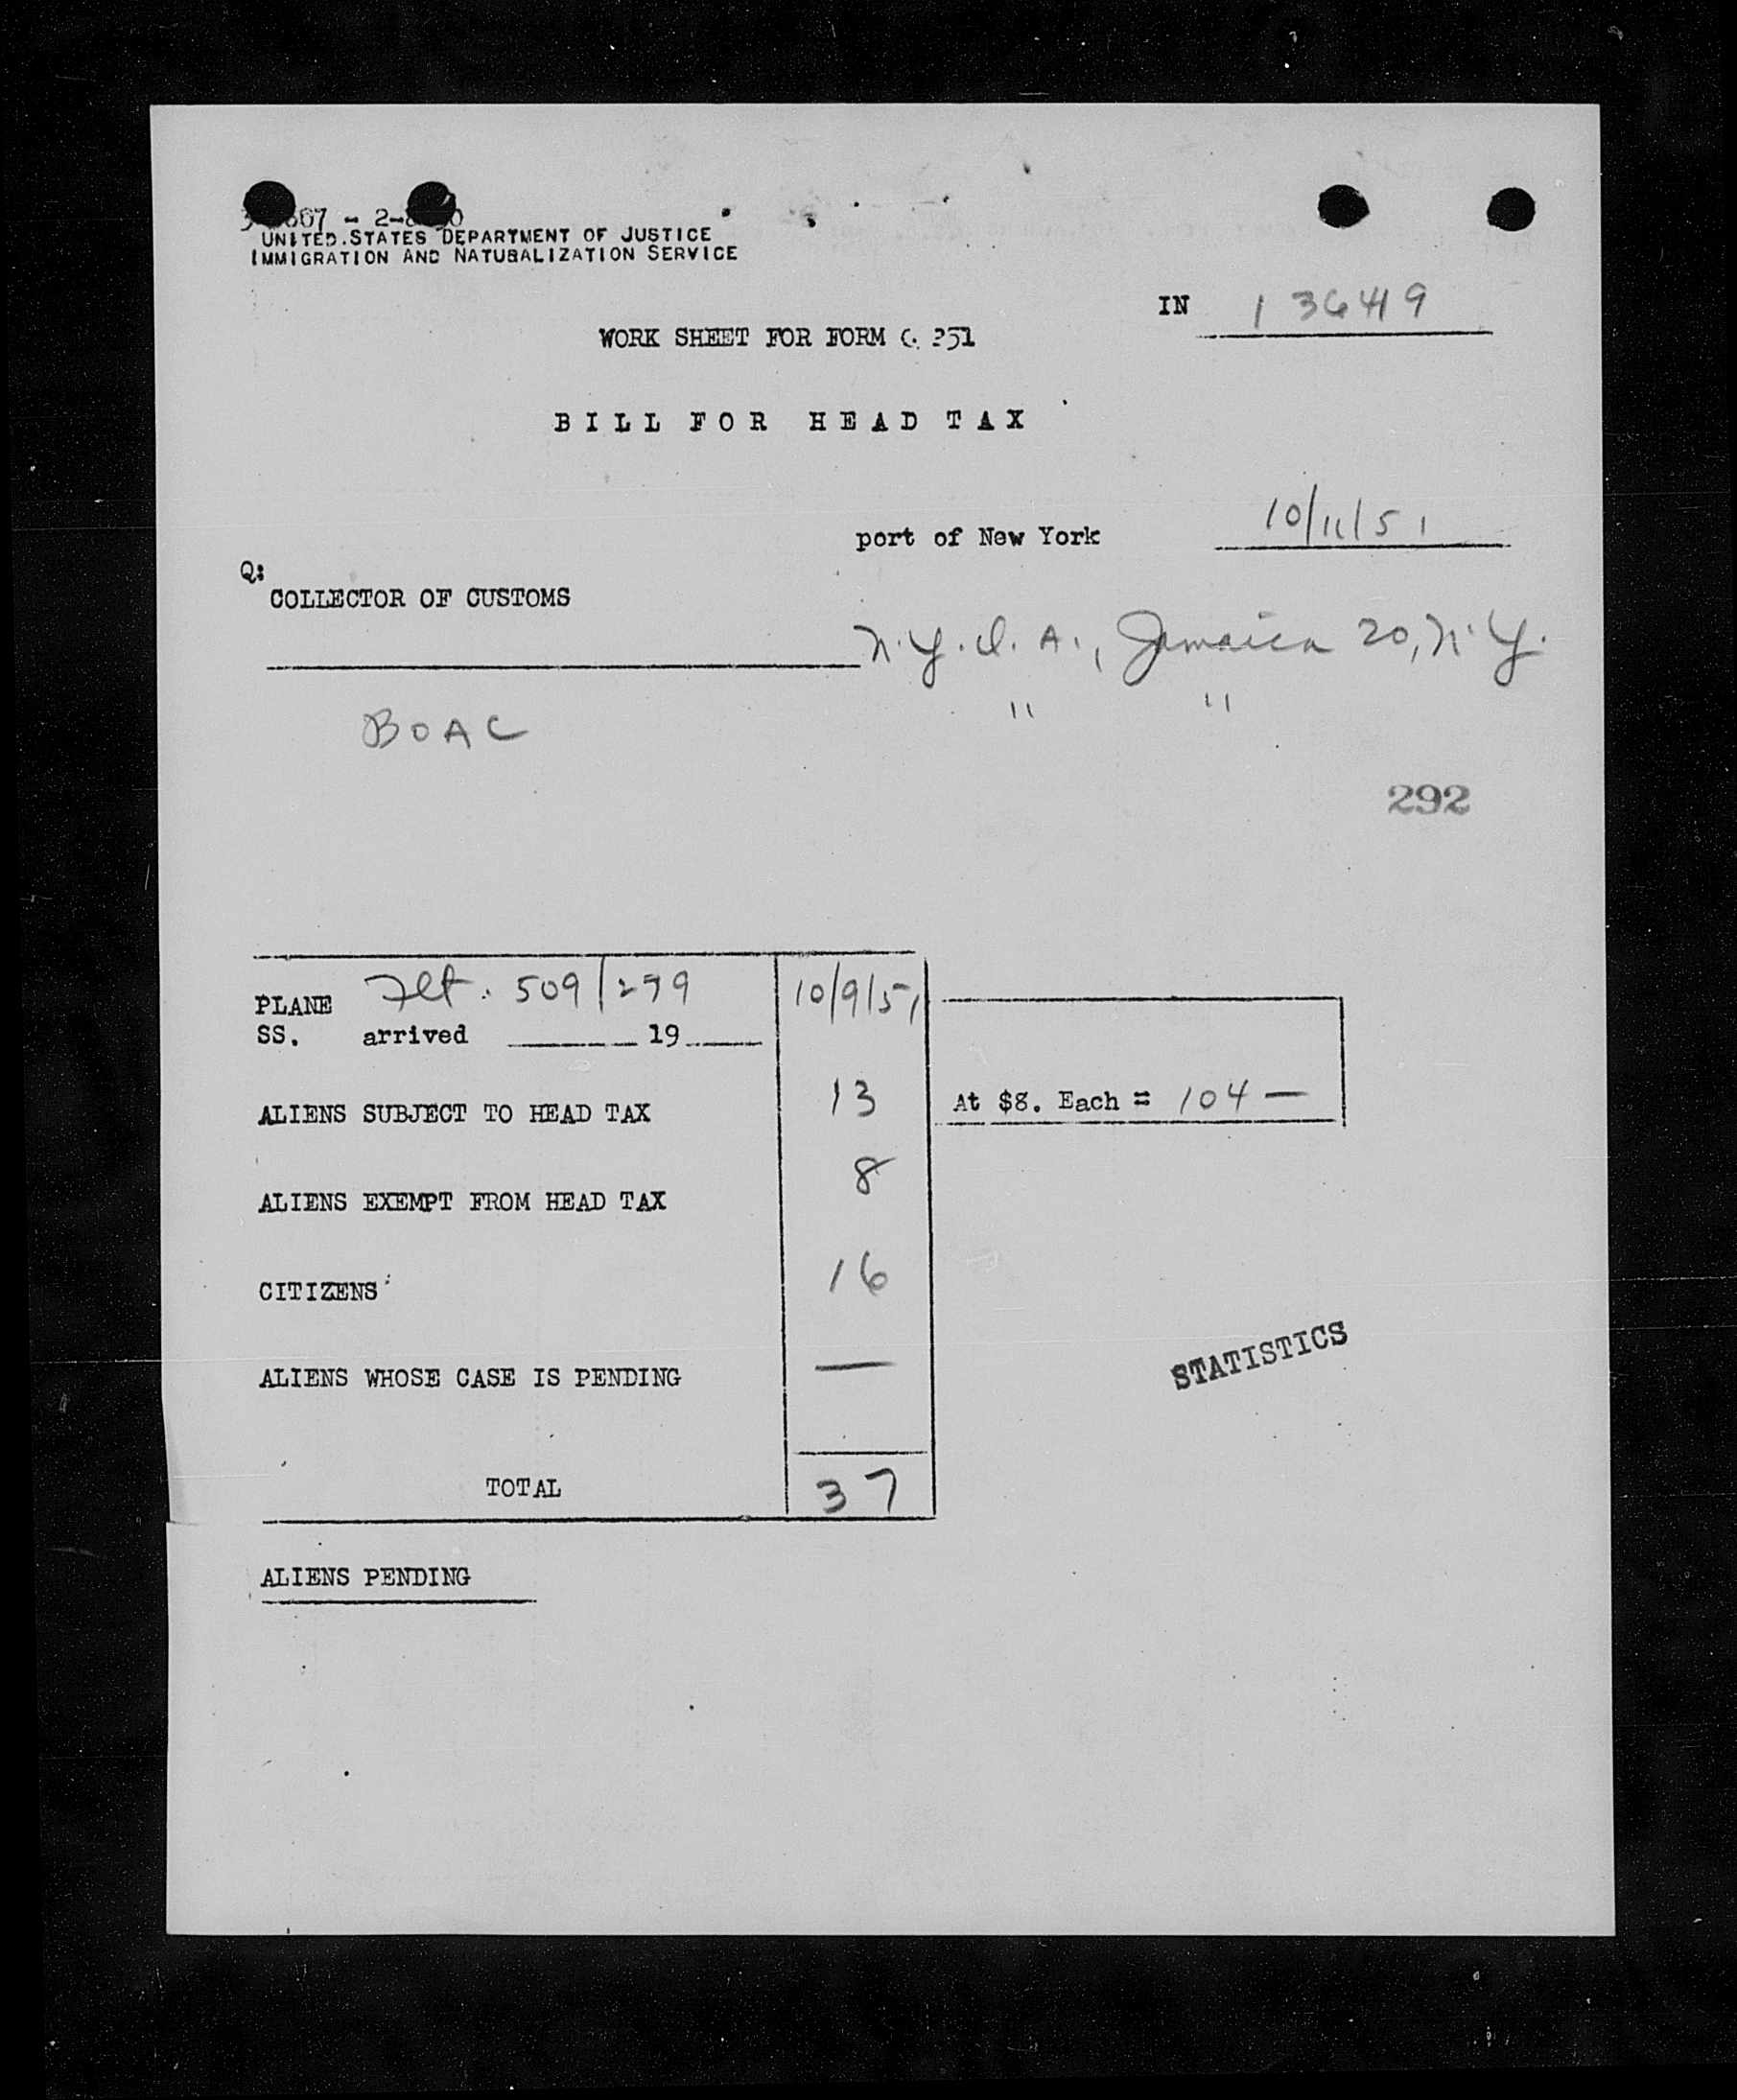 UNITED STATES DEPARTMENT OF JUSTICE
IMMIGRATION AND NATURALIZATION SERVICE
IN 13649
WORK SHEET FOR FORM 251
BILL FOR HEAD TAX
port of New York 10/11/51
Q:
COLLECTOR OF CUSTOMS
N.Y.I.A., Jamaica 20, N.Y.
" "
BOAC
292
PLANE Flt. 509/279 10/9/51
SS. arrived 19
ALIENS SUBJECT TO HEAD TAX 13 At $8. Each = 104 —
ALIENS EXEMPT FROM HEAD TAX 8
CITIZENS 16
ALIENS WHOSE CASE IS PENDING —
STATISTICS
TOTAL 37
ALIENS PENDING